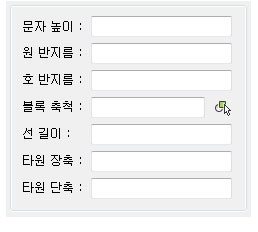 문자 높이 :
원 반지름 :
호 반지름 :
블록 축척 :
선 길이 :
타원 장축 :
타원 단축 :